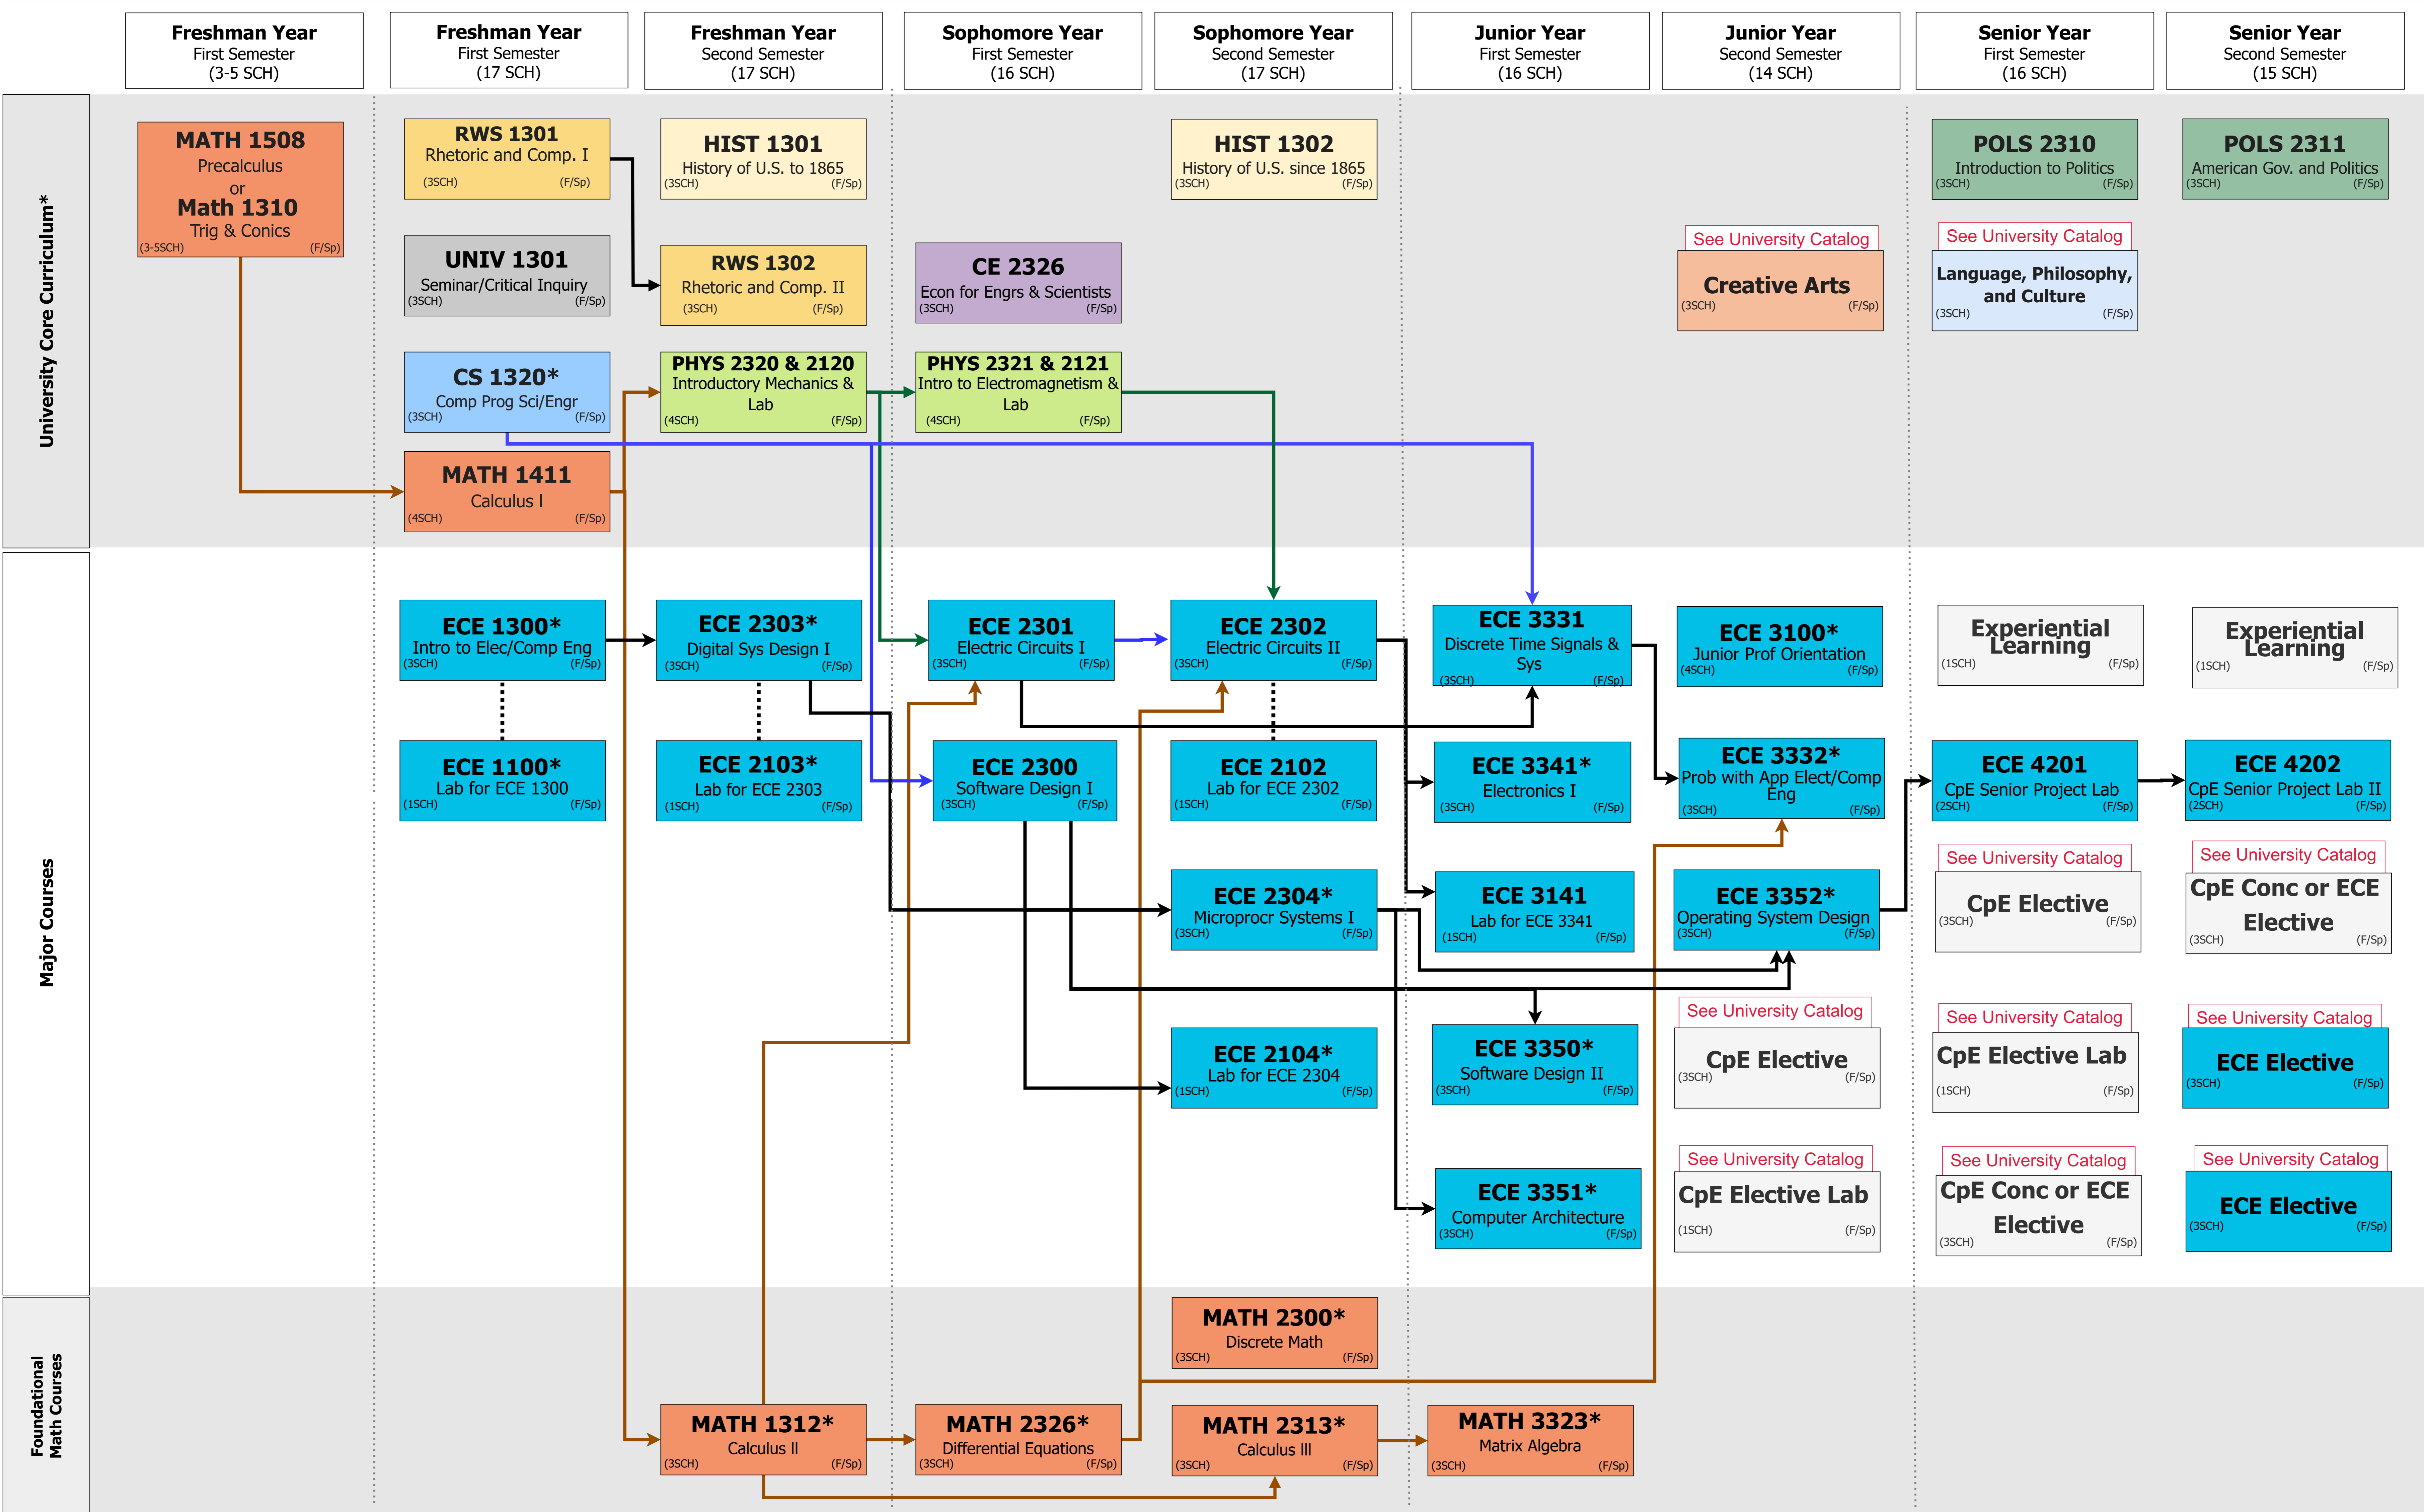 Freshman Year
First Semester
(3-5 SCH)
Freshman Year
First Semester
(17 SCH)
Freshman Year
Second Semester
(17 SCH)
Sophomore Year
First Semester
(16 SCH)
Sophomore Year
Second Semester
(17 SCH)
Junior Year
First Semester
(16 SCH)
Junior Year
Second Semester
(14 SCH)
Senior Year
First Semester
(16 SCH)
Senior Year
Second Semester
(15 SCH)
University Core Curriculum*
MATH 1508
Precalculus
or
Math 1310
Trig & Conics
(3-5SCH) (F/Sp)
RWS 1301
Rhetoric and Comp. I
(3SCH) (F/Sp)
HIST 1301
History of U.S. to 1865
(3SCH) (F/Sp)
HIST 1302
History of U.S. since 1865
(3SCH) (F/Sp)
POLS 2310
Introduction to Politics
(3SCH) (F/Sp)
POLS 2311
American Gov. and Politics
(3SCH) (F/Sp)
UNIV 1301
Seminar/Critical Inquiry
(3SCH) (F/Sp)
RWS 1302
Rhetoric and Comp. II
(3SCH) (F/Sp)
CE 2326
Econ for Engrs & Scientists
(3SCH) (F/Sp)
See University Catalog
Creative Arts
(3SCH) (F/Sp)
See University Catalog
Language, Philosophy,
and Culture
(3SCH) (F/Sp)
CS 1320*
Comp Prog Sci/Engr
(3SCH) (F/Sp)
PHYS 2320 & 2120
Introductory Mechanics &
Lab
(4SCH) (F/Sp)
PHYS 2321 & 2121
Intro to Electromagnetism &
Lab
(4SCH) (F/Sp)
MATH 1411
Calculus l
(4SCH) (F/Sp)
Major Courses
ECE 1300*
Intro to Elec/Comp Eng
(3SCH) (F/Sp)
ECE 2303*
Digital Sys Design I
(3SCH) (F/Sp)
ECE 2301
Electric Circuits I
(3SCH) (F/Sp)
ECE 2302
Electric Circuits II
(3SCH) (F/Sp)
ECE 3331
Discrete Time Signals &
Sys
(3SCH) (F/Sp)
ECE 3100*
Junior Prof Orientation
(4SCH) (F/Sp)
Experiential
Learning
(1SCH) (F/Sp)
Experiential
Learning
(1SCH) (F/Sp)
ECE 1100*
Lab for ECE 1300
(1SCH) (F/Sp)
ECE 2103*
Lab for ECE 2303
(1SCH) (F/Sp)
ECE 2300
Software Design I
(3SCH) (F/Sp)
ECE 2102
Lab for ECE 2302
(1SCH) (F/Sp)
ECE 3341*
Electronics I
(3SCH) (F/Sp)
ECE 3332*
Prob with App Elect/Comp
Eng
(3SCH) (F/Sp)
ECE 4201
CpE Senior Project Lab
(2SCH) (F/Sp)
ECE 4202
CpE Senior Project Lab II
(2SCH) (F/Sp)
ECE 2304*
Microprocr Systems I
(3SCH) (F/Sp)
ECE 3141
Lab for ECE 3341
(1SCH) (F/Sp)
ECE 3352*
Operating System Design
(3SCH) (F/Sp)
See University Catalog
CpE Elective
(3SCH) (F/Sp)
See University Catalog
CpE Conc or ECE
Elective
(3SCH) (F/Sp)
ECE 2104*
Lab for ECE 2304
(1SCH) (F/Sp)
ECE 3350*
Software Design II
(3SCH) (F/Sp)
See University Catalog
CpE Elective
(3SCH) (F/Sp)
See University Catalog
CpE Elective Lab
(1SCH) (F/Sp)
See University Catalog
ECE Elective
(3SCH) (F/Sp)
ECE 3351*
Computer Architecture
(3SCH) (F/Sp)
See University Catalog
CpE Elective Lab
(1SCH) (F/Sp)
See University Catalog
CpE Conc or ECE
Elective
(3SCH) (F/Sp)
See University Catalog
ECE Elective
(3SCH) (F/Sp)
Foundational
Math Courses
MATH 2300*
Discrete Math
(3SCH) (F/Sp)
MATH 1312*
Calculus ll
(3SCH) (F/Sp)
MATH 2326*
Differential Equations
(3SCH) (F/Sp)
MATH 2313*
Calculus lll
(3SCH) (F/Sp)
MATH 3323*
Matrix Algebra
(3SCH) (F/Sp)